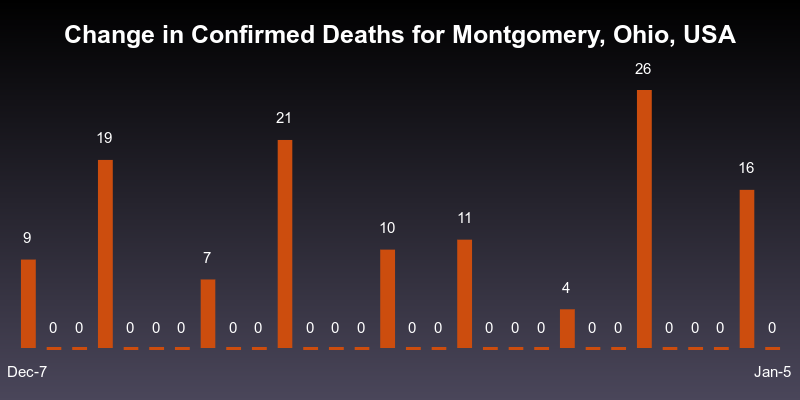 Change in Confirmed Deaths for Montgomery, Ohio, USA
9 0 0 19 0 0 0 7 0 0 21 0 0 0 10 0 0 11 0 0 0 4 0 0 26 0 0 0 16 0
Dec-7 Jan-5